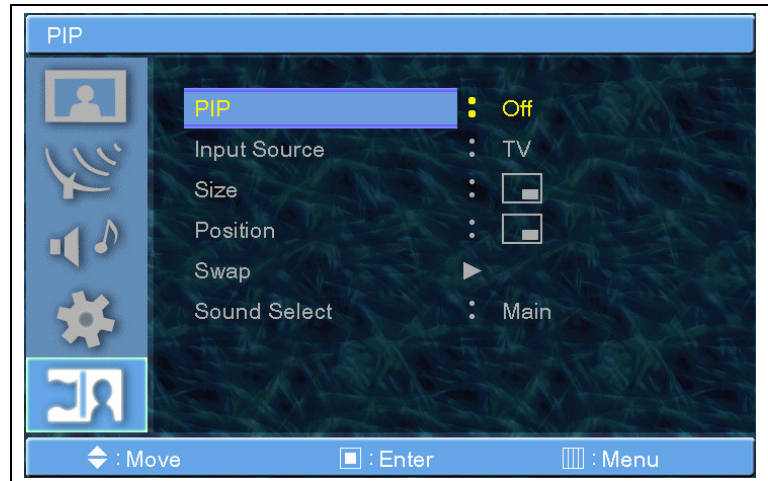 PIP
PIP : Off
Input Source : TV
Size :
Position :
Swap
Sound Select : Main
: Move : Enter : Menu